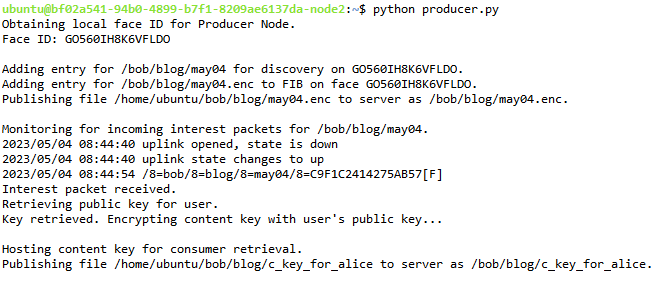 ubuntu@bf02a541-94b0-4899-b7f1-8209ae6137da-node2:~$ python producer.py
Obtaining local face ID for Producer Node.
Face ID: GO560IH8K6VFLDO
Adding entry for /bob/blog/may04 for discovery on GO560IH8K6VFLDO.
Adding entry for /bob/blog/may04.enc to FIB on face GO560IH8K6VFLDO.
Publishing file /home/ubuntu/bob/blog/may04.enc to server as /bob/blog/may04.enc.
Monitoring for incoming interest packets for /bob/blog/may04.
2023/05/04 08:44:40 uplink opened, state is down
2023/05/04 08:44:40 uplink state changes to up
2023/05/04 08:44:54 /8=bob/8=blog/8=may04/8=C9F1C2414275AB57[F]
Interest packet received.
Retrieving public key for user.
Key retrieved. Encrypting content key with user's public key...
Hosting content key for consumer retrieval.
Publishing file /home/ubuntu/bob/blog/c_key_for_alice to server as /bob/blog/c_key_for_alice.